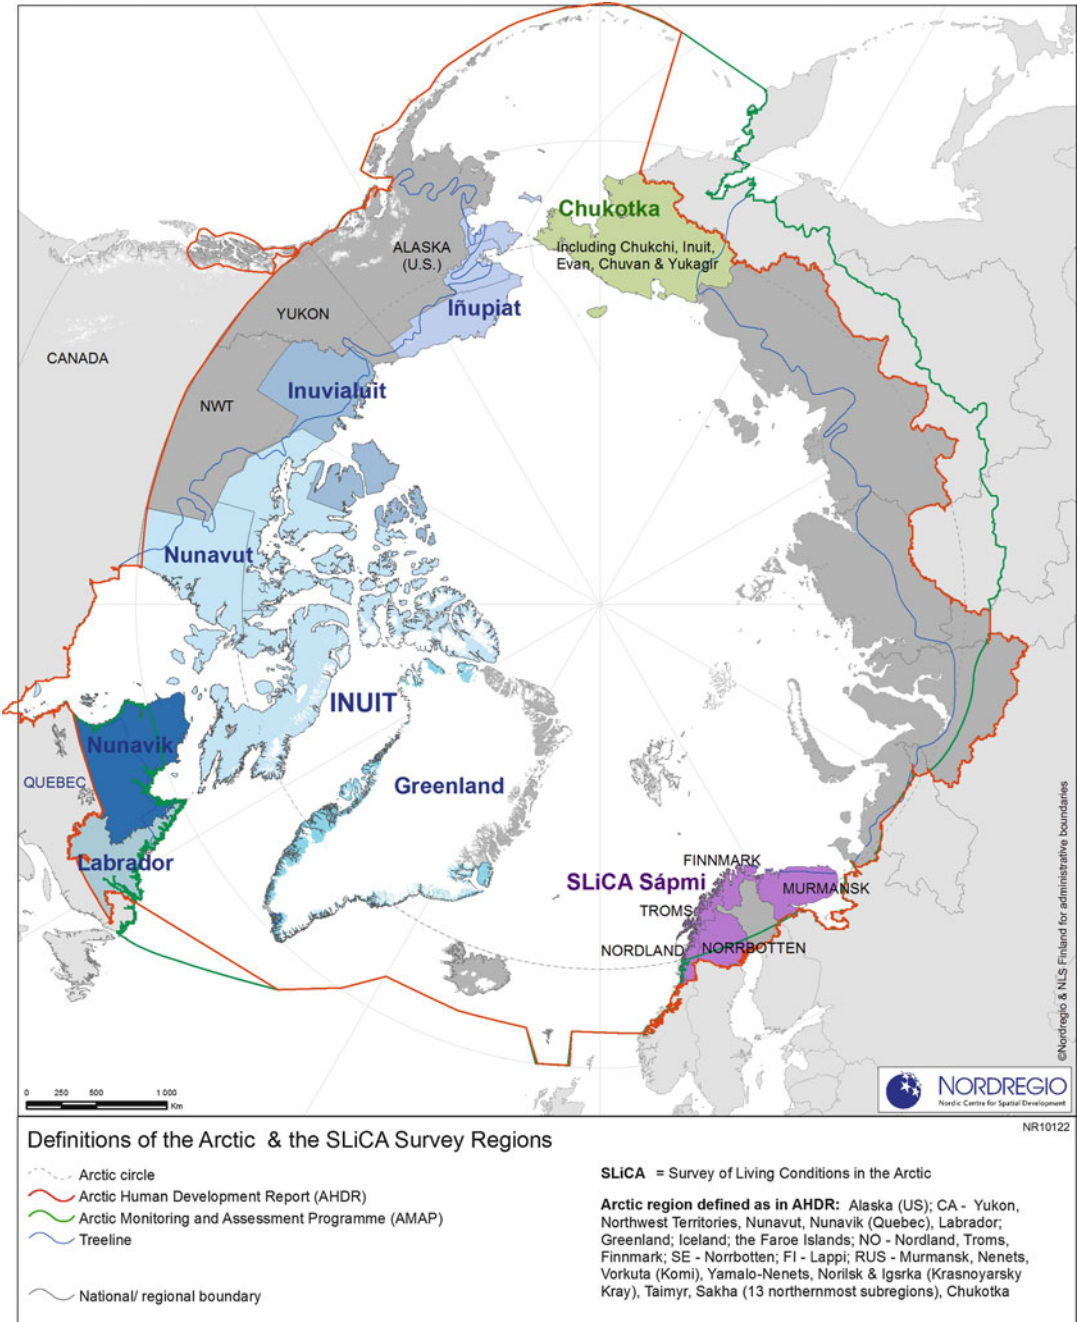 Chukotka
Including Chukchi, Inuit,
Evan, Chuvan & Yukagir
ALASKA
(U.S.)
Iñupiat
YUKON
CANADA
Inuvialuit
NWT
Nunavut
INUIT
Nunavik
QUEBEC
Greenland
Labrador
FINNMARK
SLiCA Sápmi
MURMANSK
TROMS
NORDLAND
NORRBOTTEN
©Nordregio & NLS Finland for administrative boundaries
0 250 500 1 000
Km
NORDREGIO
Nordic Centre for Spatial Development
NR10122
Definitions of the Arctic & the SLiCA Survey Regions
Arctic circle
Arctic Human Development Report (AHDR)
Arctic Monitoring and Assessment Programme (AMAP)
Treeline
National/ regional boundary
SLiCA = Survey of Living Conditions in the Arctic
Arctic region defined as in AHDR: Alaska (US); CA - Yukon,
Northwest Territories, Nunavut, Nunavik (Quebec), Labrador;
Greenland; Iceland; the Faroe Islands; NO - Nordland, Troms,
Finnmark; SE - Norrbotten; FI - Lappi; RUS - Murmansk, Nenets,
Vorkuta (Komi), Yamalo-Nenets, Norilsk & Igsrka (Krasnoyarsky
Kray), Taimyr, Sakha (13 northernmost subregions), Chukotka